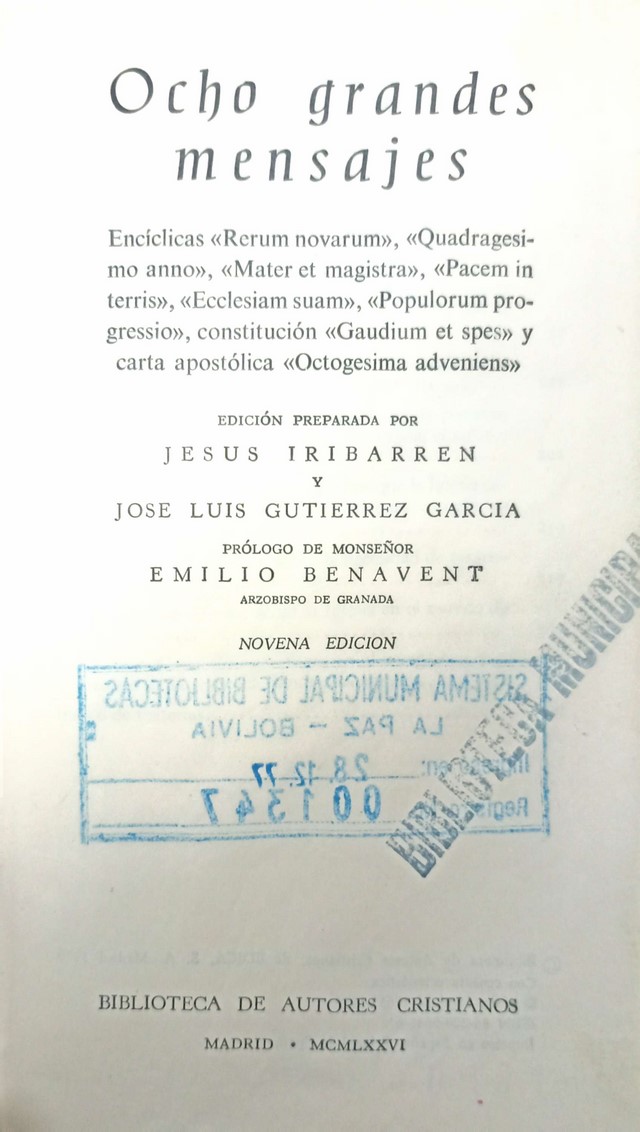 Ocho grandes
mensajes
Encíclicas «Rerum novarum», «Quadragesi-
mo anno», «Mater et magistra», «Pacem in
terris», «Ecclesiam suam», «Populorum pro-
gressio», constitución «Gaudium et spes» y
carta apostólica «Octogesima adveniens»
EDICIÓN PREPARADA POR
JESUS IRIBARREN
Y
JOSE LUIS GUTIERREZ GARCIA
PRÓLOGO DE MONSEÑOR
EMILIO BENAVENT
ARZOBISPO DE GRANADA
NOVENA EDICION
SISTEMA MUNICIPAL DE BIBLIOTECAS
LA PAZ - BOLIVIA
28.12.77
001347
BIBLIOTECA MUNICIPA
BIBLIOTECA DE AUTORES CRISTIANOS
MADRID • MCMLXXVI